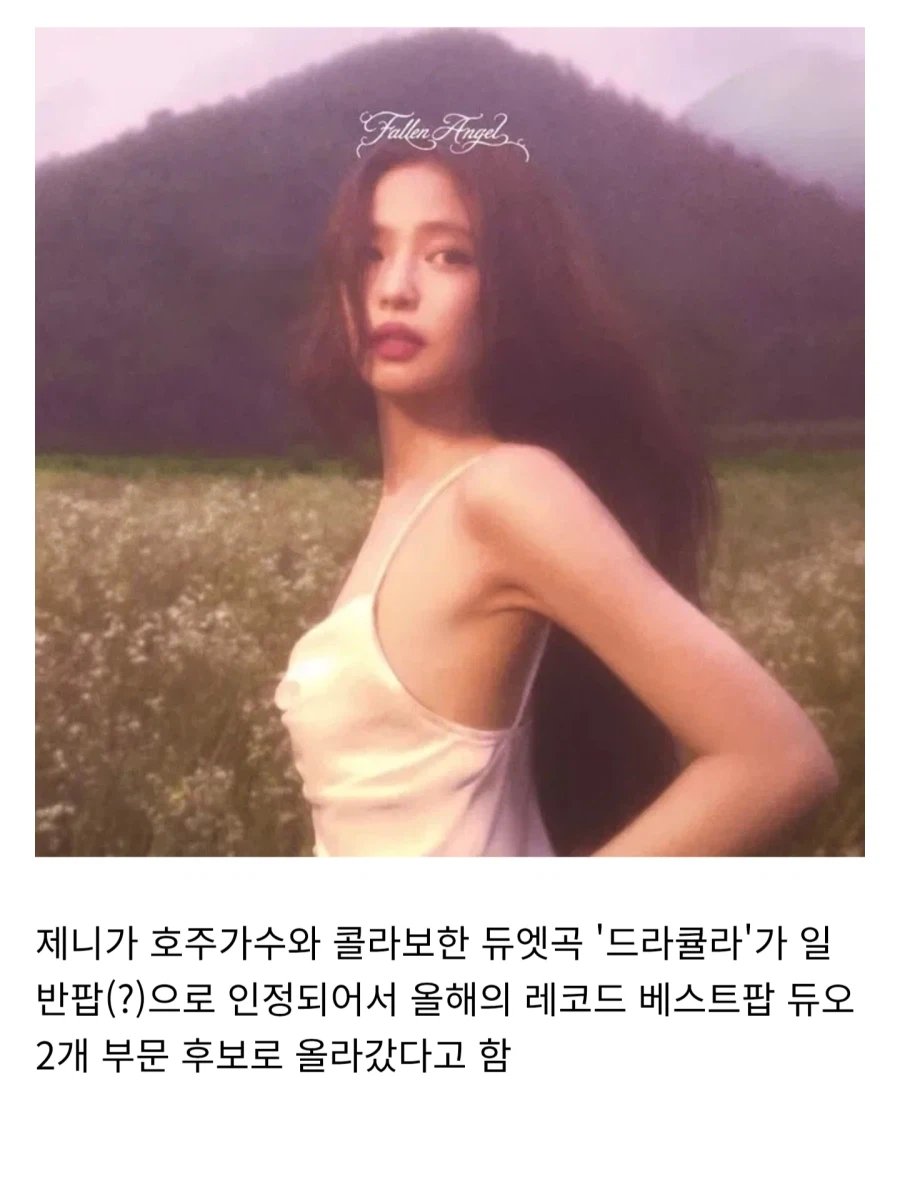 Fallen Angel
제니가 호주가수와 콜라보한 듀엣곡 '드라큘라'가 일
반팝(?)으로 인정되어서 올해의 레코드 베스트팝 듀오
2개 부문 후보로 올라갔다고 함